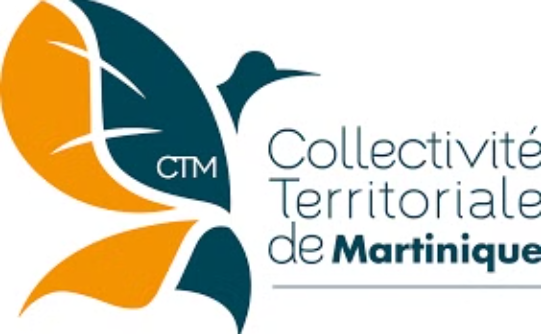 CTM
Collectivité
Territoriale
de Martinique